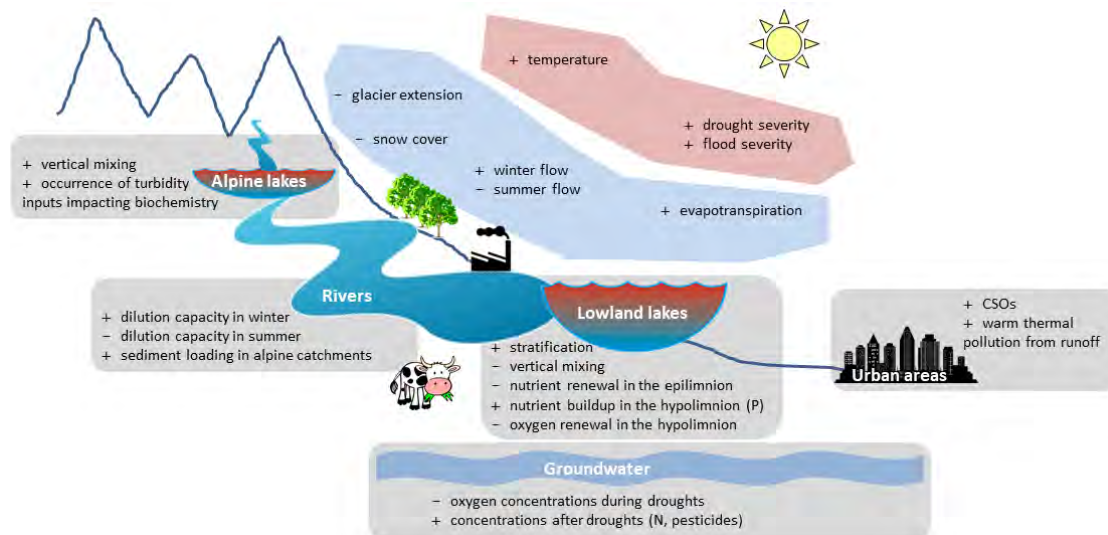 + temperature
− glacier extension
+ drought severity
+ flood severity
− snow cover
+ winter flow
− summer flow
+ evapotranspiration
+ vertical mixing
+ occurrence of turbidity
inputs impacting biochemistry
Alpine lakes
Rivers
+ dilution capacity in winter
− dilution capacity in summer
+ sediment loading in alpine catchments
Lowland lakes
+ stratification
− vertical mixing
− nutrient renewal in the epilimnion
+ nutrient buildup in the hypolimnion (P)
− oxygen renewal in the hypolimnion
+ CSOs
+ warm thermal
pollution from runoff
Urban areas
Groundwater
− oxygen concentrations during droughts
+ concentrations after droughts (N, pesticides)